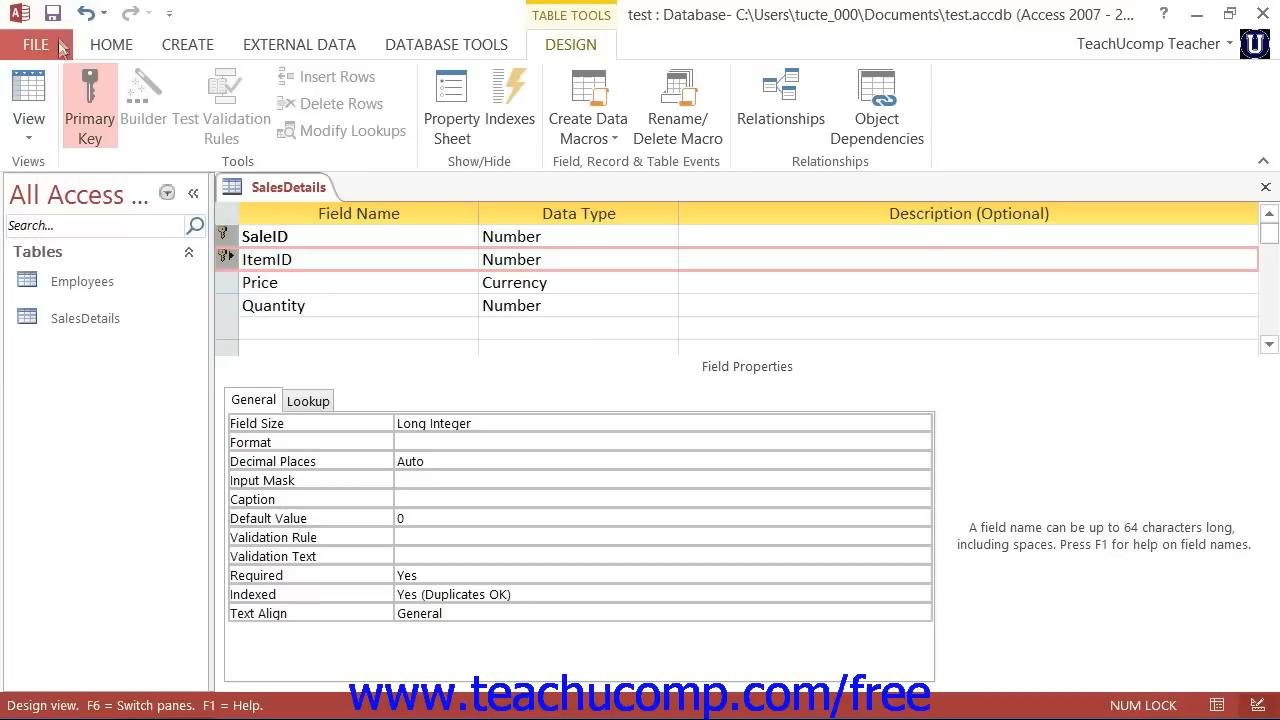 TABLE TOOLS
test : Database- C:\Users\tucte_000\Documents\test.accdb (Access 2007 - 2...
?
FILE HOME CREATE EXTERNAL DATA DATABASE TOOLS DESIGN
TeachUcomp Teacher
U
View
Primary Key
Builder
Test Validation Rules
Insert Rows
Delete Rows
Modify Lookups
Property Sheet
Indexes
Create Data Macros
Rename/ Delete Macro
Relationships
Object Dependencies
Views
Tools
Show/Hide
Field, Record & Table Events
Relationships
All Access ...
Search...
Tables
Employees
SalesDetails
SalesDetails
Field Name Data Type Description (Optional)
SaleID Number
ItemID Number
Price Currency
Quantity Number
Field Properties
General Lookup
Field Size Long Integer
Format
Decimal Places Auto
Input Mask
Caption
Default Value 0
Validation Rule
Validation Text
Required Yes
Indexed Yes (Duplicates OK)
Text Align General
A field name can be up to 64 characters long,
including spaces. Press F1 for help on field names.
www.teachucomp.com/free
Design view. F6 = Switch panes. F1 = Help.
NUM LOCK